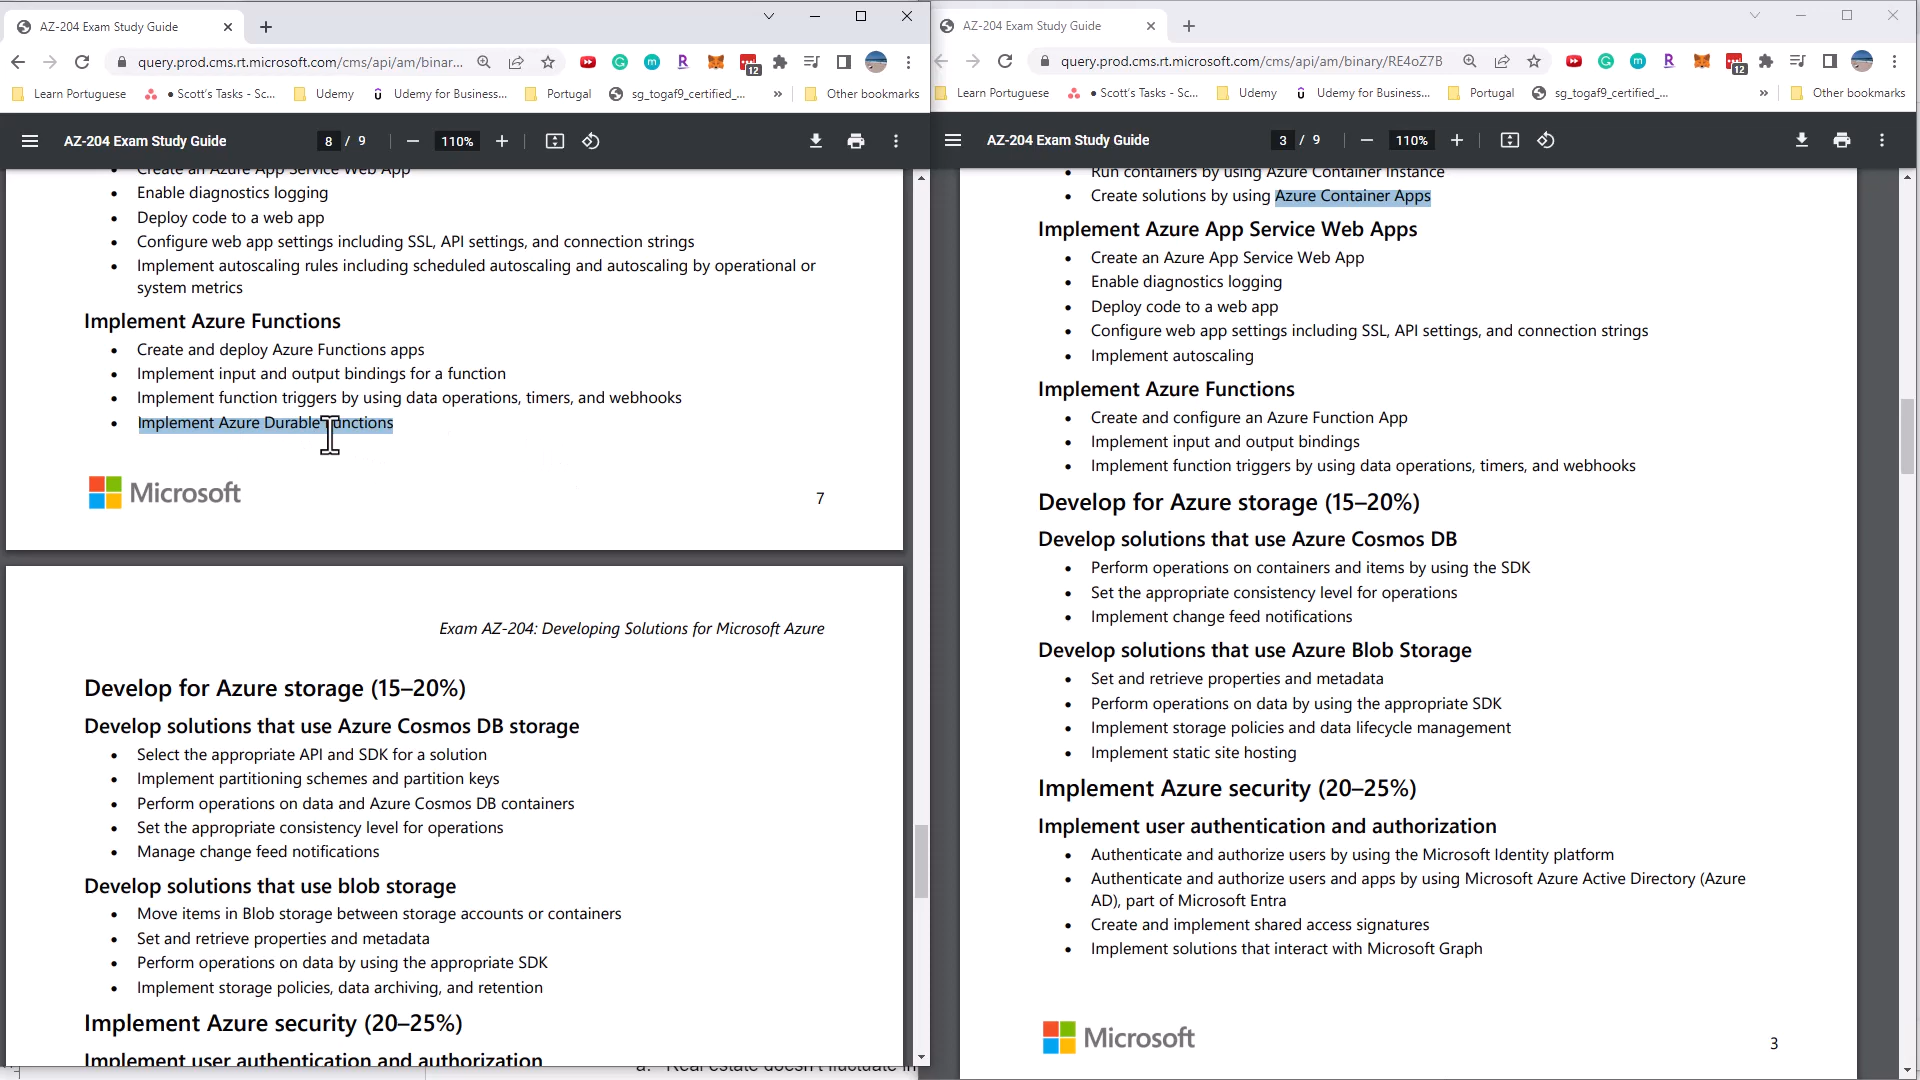 AZ-204 Exam Study Guide
query.prod.cms.rt.microsoft.com/cms/api/am/binar...
12
Learn Portuguese
• Scott's Tasks - Sc...
Udemy
Udemy for Business...
Portugal
sg_togaf9_certified_...
»
Other bookmarks
AZ-204 Exam Study Guide
8 / 9
110%
Create an Azure App Service Web App
• Enable diagnostics logging
• Deploy code to a web app
• Configure web app settings including SSL, API settings, and connection strings
• Implement autoscaling rules including scheduled autoscaling and autoscaling by operational or
system metrics
Implement Azure Functions
• Create and deploy Azure Functions apps
• Implement input and output bindings for a function
• Implement function triggers by using data operations, timers, and webhooks
• Implement Azure Durable Functions
Microsoft
7
Exam AZ-204: Developing Solutions for Microsoft Azure
Develop for Azure storage (15–20%)
Develop solutions that use Azure Cosmos DB storage
• Select the appropriate API and SDK for a solution
• Implement partitioning schemes and partition keys
• Perform operations on data and Azure Cosmos DB containers
• Set the appropriate consistency level for operations
• Manage change feed notifications
Develop solutions that use blob storage
• Move items in Blob storage between storage accounts or containers
• Set and retrieve properties and metadata
• Perform operations on data by using the appropriate SDK
• Implement storage policies, data archiving, and retention
Implement Azure security (20–25%)
Implement user authentication and authorization
a. Real estate doesn't fluctuate in
AZ-204 Exam Study Guide
query.prod.cms.rt.microsoft.com/cms/api/am/binary/RE4oZ7B
12
Learn Portuguese
• Scott's Tasks - Sc...
Udemy
Udemy for Business...
Portugal
sg_togaf9_certified_...
»
Other bookmarks
AZ-204 Exam Study Guide
3 / 9
110%
• Run containers by using Azure Container Instance
• Create solutions by using Azure Container Apps
Implement Azure App Service Web Apps
• Create an Azure App Service Web App
• Enable diagnostics logging
• Deploy code to a web app
• Configure web app settings including SSL, API settings, and connection strings
• Implement autoscaling
Implement Azure Functions
• Create and configure an Azure Function App
• Implement input and output bindings
• Implement function triggers by using data operations, timers, and webhooks
Develop for Azure storage (15–20%)
Develop solutions that use Azure Cosmos DB
• Perform operations on containers and items by using the SDK
• Set the appropriate consistency level for operations
• Implement change feed notifications
Develop solutions that use Azure Blob Storage
• Set and retrieve properties and metadata
• Perform operations on data by using the appropriate SDK
• Implement storage policies and data lifecycle management
• Implement static site hosting
Implement Azure security (20–25%)
Implement user authentication and authorization
• Authenticate and authorize users by using the Microsoft Identity platform
• Authenticate and authorize users and apps by using Microsoft Azure Active Directory (Azure
AD), part of Microsoft Entra
• Create and implement shared access signatures
• Implement solutions that interact with Microsoft Graph
Microsoft
3